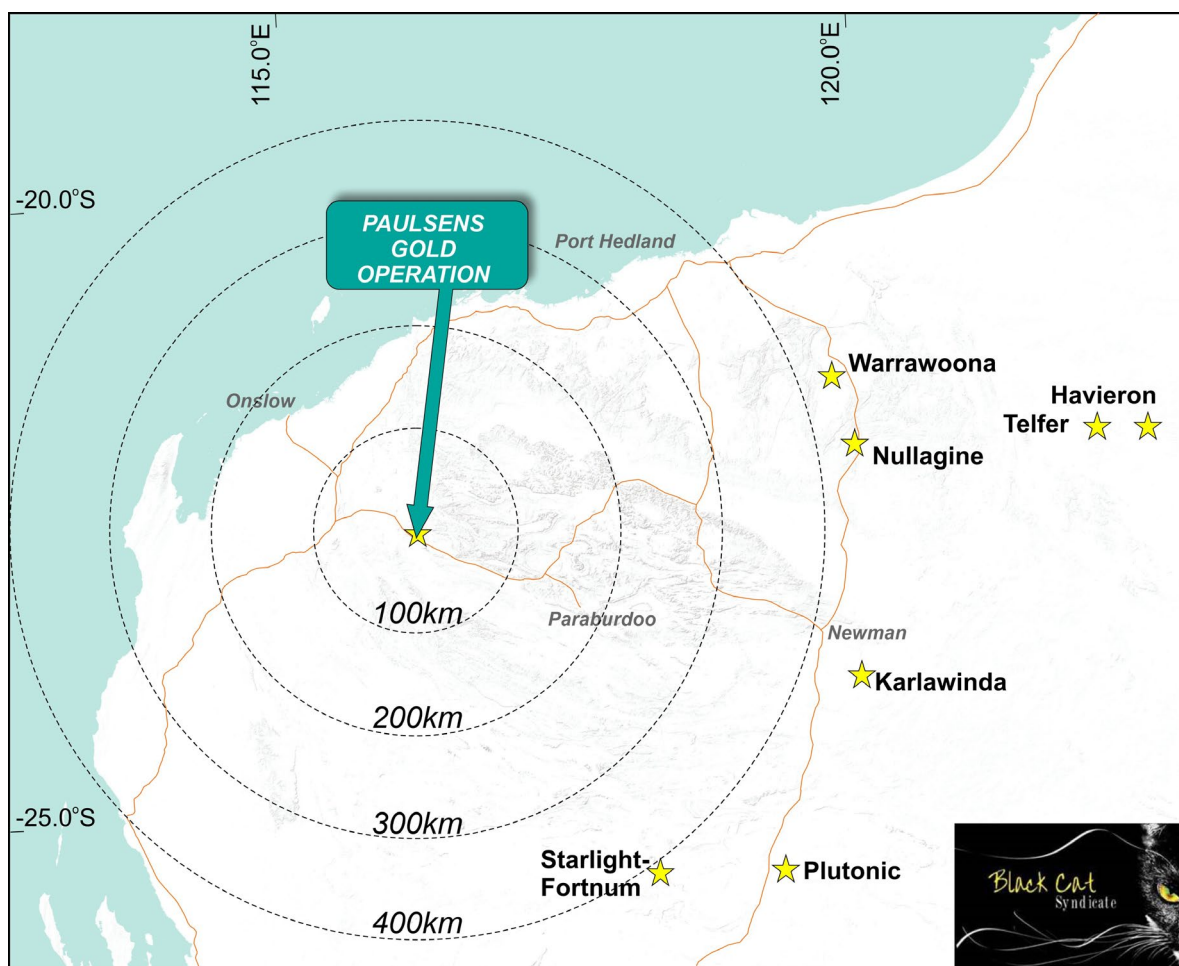 115.0°E
120.0°E
-20.0°S
PAULSENS
GOLD
OPERATION
Port Hedland
Warrawoona
Havieron
Onslow
Telfer
Nullagine
100km
Paraburdoo
Newman
Karlawinda
200km
300km
Starlight-
Fortnum
Plutonic
-25.0°S
400km
Black Cat
Syndicate